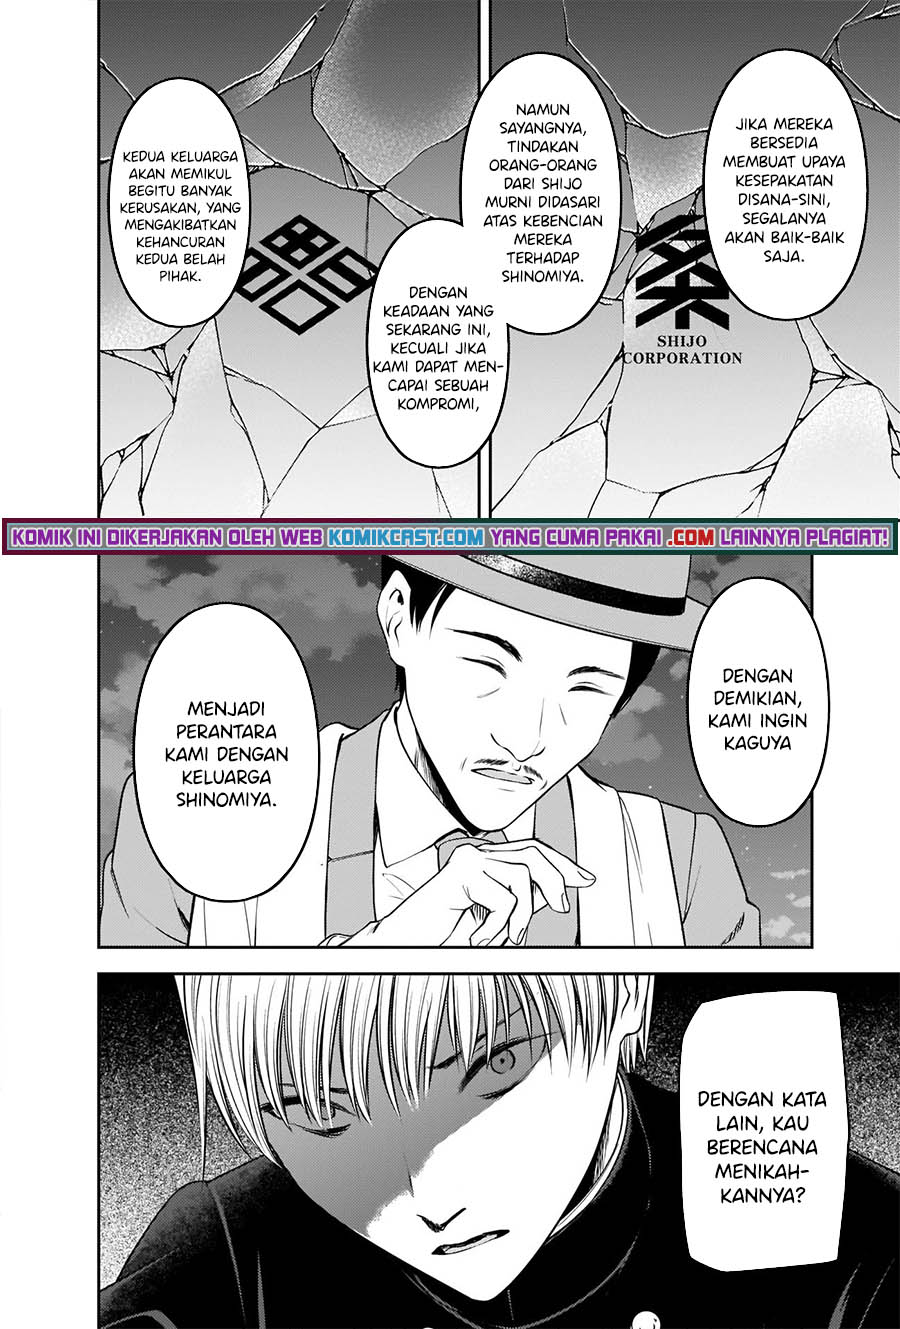 JIKA MEREKA
BERSEDIA
MEMBUAT UPAYA
KESEPAKATAN
DISANA-SINI,
SEGALANYA
AKAN BAIK-BAIK
SAJA.
SHIJO
CORPORATION
NAMUN
SAYANGNYA,
TINDAKAN
ORANG-ORANG
DARI SHIJO
MURNI DIDASARI
ATAS KEBENCIAN
MEREKA
TERHADAP
SHINOMIYA.
DENGAN
KEADAAN YANG
SEKARANG INI,
KECUALI JIKA
KAMI DAPAT MEN-
CAPAI SEBUAH
KOMPROMI,
KEDUA KELUARGA
AKAN MEMIKUL
BEGITU BANYAK
KERUSAKAN, YANG
MENGAKIBATKAN
KEHANCURAN
KEDUA BELAH
PIHAK.
KOMIK INI DIKERJAKAN OLEH WEB KOMIKCAST.COM YANG CUMA PAKAI .COM LAINNYA PLAGIAT!
DENGAN
DEMIKIAN,
KAMI INGIN
KAGUYA
MENJADI
PERANTARA
KAMI DENGAN
KELUARGA
SHINOMIYA.
DENGAN KATA
LAIN, KAU
BERENCANA
MENIKAH-
KANNYA?